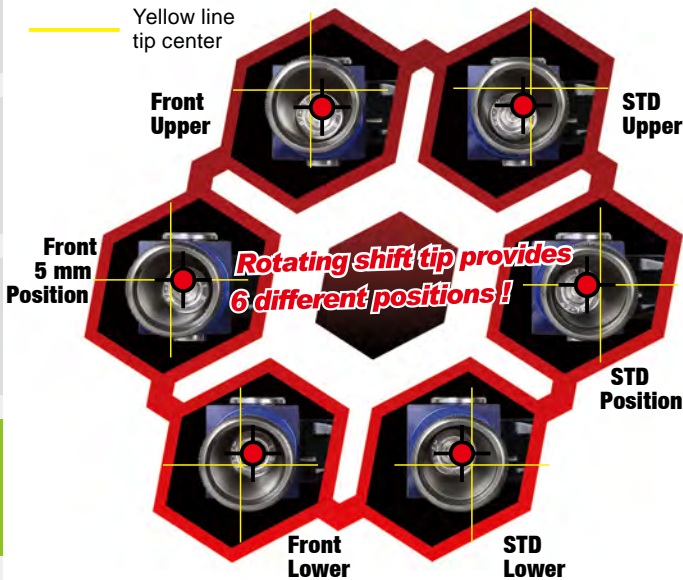 Yellow line
tip center
Front
Upper
STD
Upper
Front
5 mm
Position
Rotating shift tip provides
6 different positions !
STD
Position
Front
Lower
STD
Lower